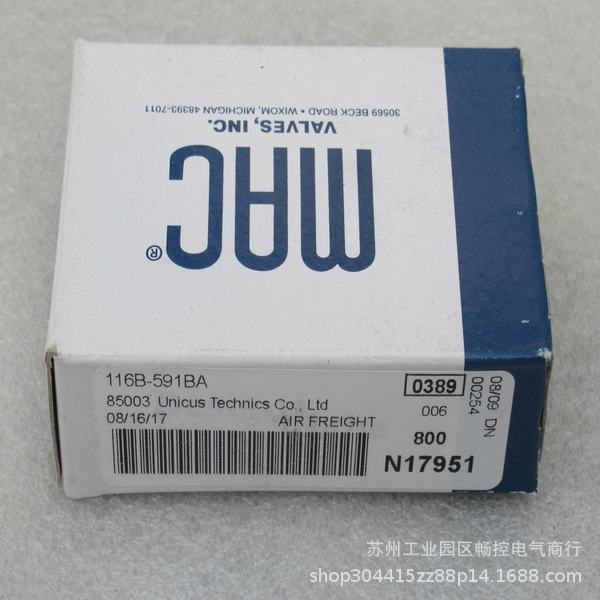 MAC®
VALVES, INC.
30569 BECK ROAD • WIXOM, MICHIGAN 48393-7011
116B-591BA
85003 Unicus Technics Co., Ltd
08/16/17 AIR FREIGHT
0389
006
800
N17951
08/09 DN
00254
苏州工业园区畅控电气商行
shop304415zz88p14.1688.com